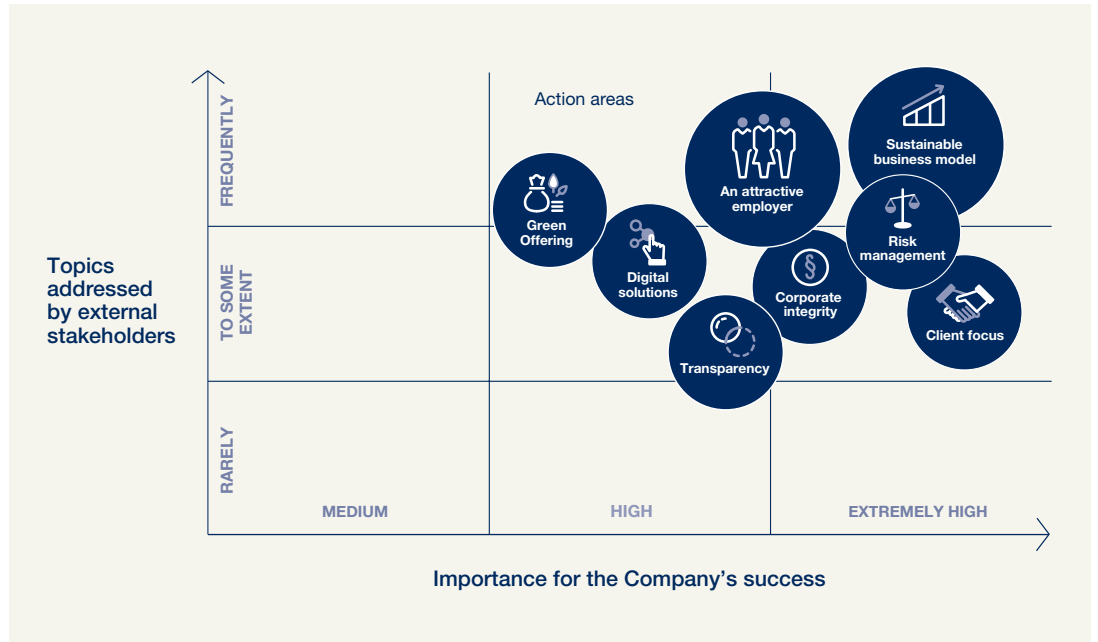 Action areas
FREQUENTLY
TO SOME
EXTENT
RARELY
Topics
addressed
by external
stakeholders
Green
Offering
Digital
solutions
An attractive
employer
Sustainable
business model
Risk
management
§
Corporate
integrity
Client focus
Transparency
MEDIUM
HIGH
EXTREMELY HIGH
Importance for the Company’s success